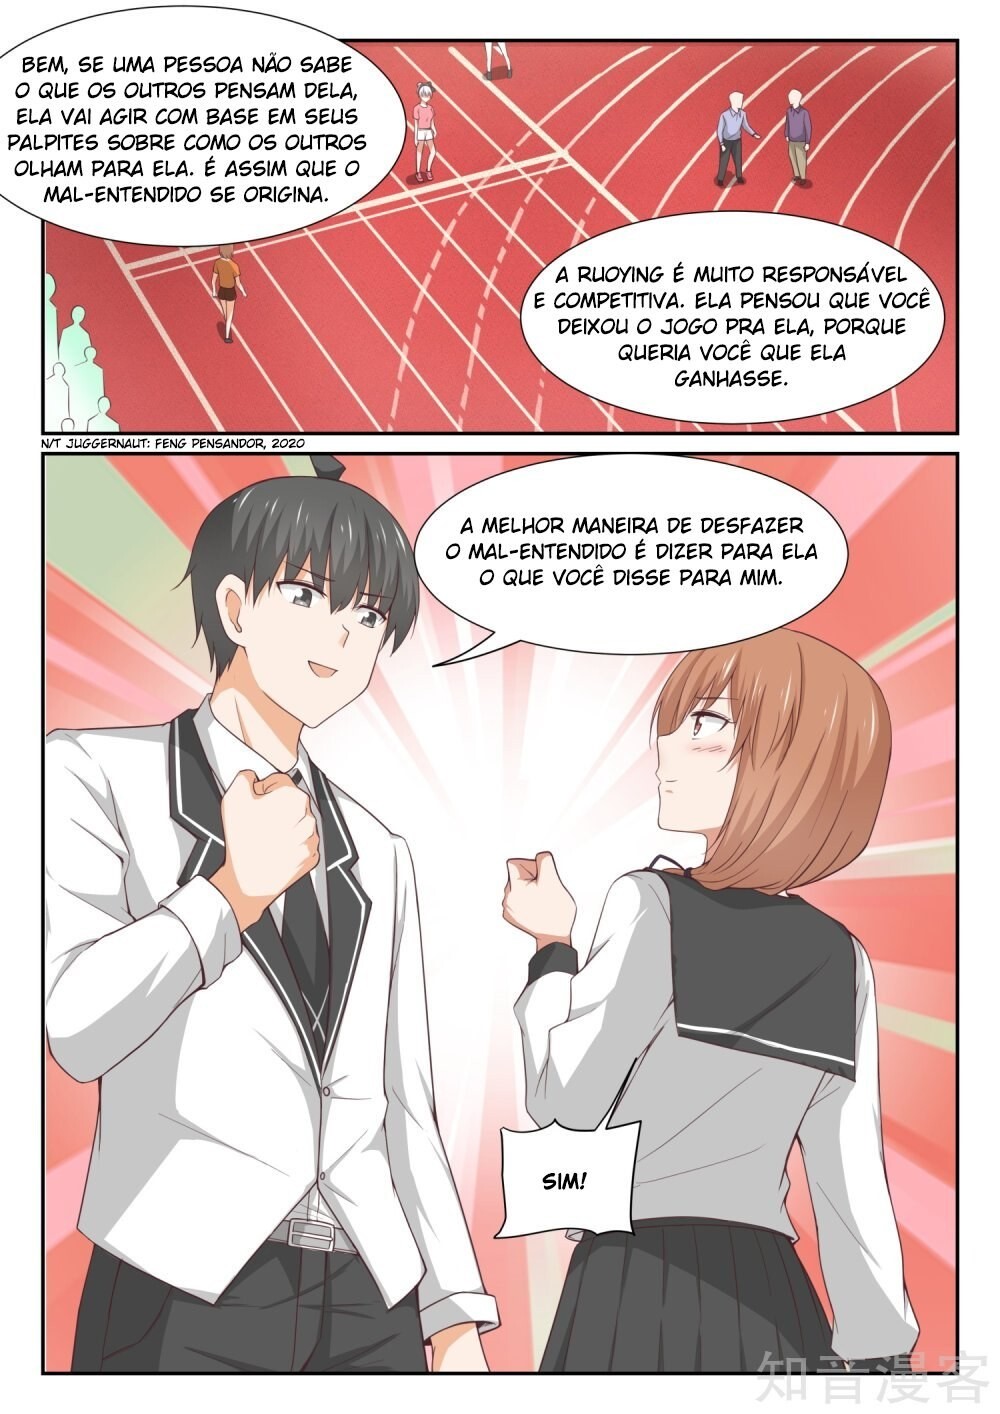 BEM, SE UMA PESSOA NÃO SABE
O QUE OS OUTROS PENSAM DELA,
ELA VAI AGIR COM BASE EM SEUS
PALPITES SOBRE COMO OS OUTROS
OLHAM PARA ELA. É ASSIM QUE O
MAL-ENTENDIDO SE ORIGINA.
A RUOYING É MUITO RESPONSÁVEL
E COMPETITIVA. ELA PENSOU QUE VOCÊ
DEIXOU O JOGO PRA ELA, PORQUE
QUERIA VOCÊ QUE ELA
GANHASSE.
N/T JUGGERNAUT: FENG PENSANDOR, 2020
A MELHOR MANEIRA DE DESFAZER
O MAL-ENTENDIDO É DIZER PARA ELA
O QUE VOCÊ DISSE PARA MIM.
SIM!
知音漫客